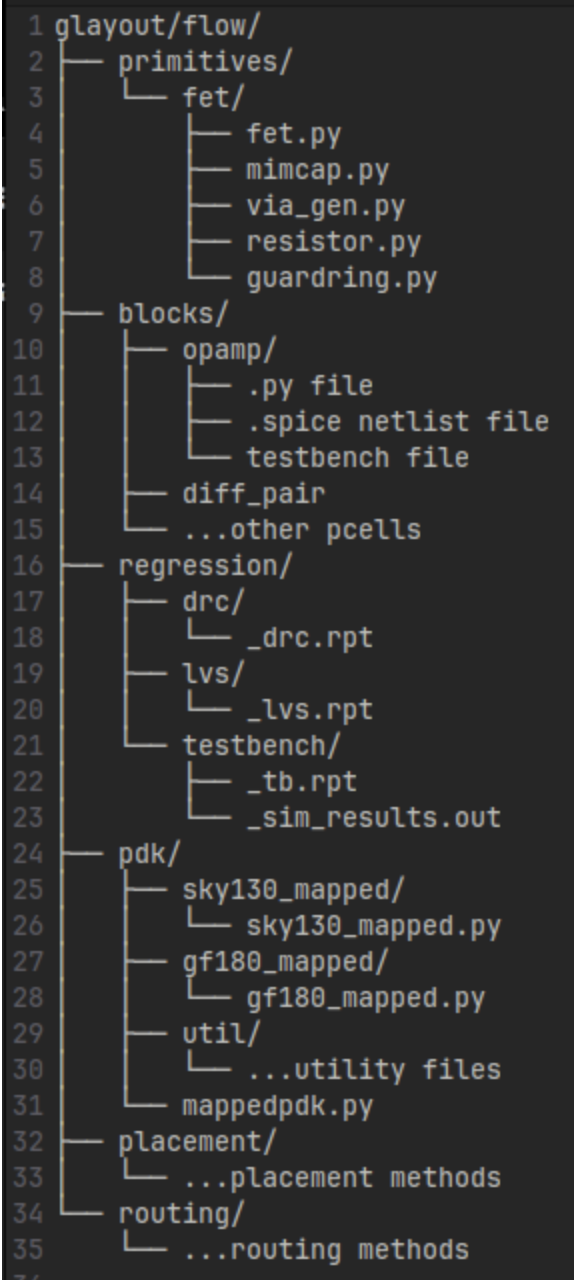 1 glayout/flow/
2 ├── primitives/
3 │   └── fet/
4 │       ├── fet.py
5 │       ├── mimcap.py
6 │       ├── via_gen.py
7 │       ├── resistor.py
8 │       └── guardring.py
9 ├── blocks/
10 │   ├── opamp/
11 │   │   ├── .py file
12 │   │   ├── .spice netlist file
13 │   │   └── testbench file
14 │   ├── diff_pair
15 │   └── ...other pcells
16 ├── regression/
17 │   ├── drc/
18 │   │   └── _drc.rpt
19 │   ├── lvs/
20 │   │   └── _lvs.rpt
21 │   └── testbench/
22 │       ├── _tb.rpt
23 │       └── _sim_results.out
24 ├── pdk/
25 │   ├── sky130_mapped/
26 │   │   └── sky130_mapped.py
27 │   ├── gf180_mapped/
28 │   │   └── gf180_mapped.py
29 │   ├── util/
30 │   │   └── ...utility files
31 │   └── mappedpdk.py
32 ├── placement/
33 │   └── ...placement methods
34 └── routing/
35     └── ...routing methods